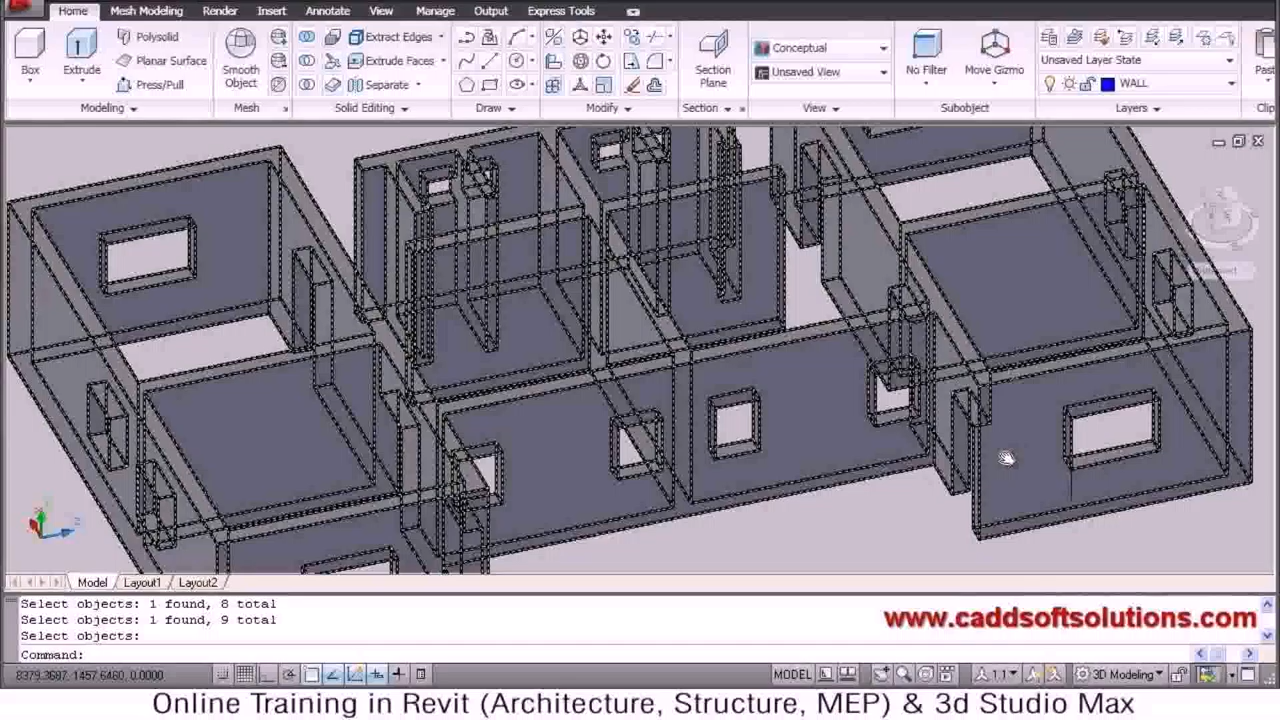 Home Mesh Modeling Render Insert Annotate View Manage Output Express Tools
Box
Extrude
Polysolid
Planar Surface
Press/Pull
Modeling
Smooth
Object
Mesh
Extract Edges
Extrude Faces
Separate
Solid Editing
Draw
Modify
Section
Plane
Section
Conceptual
Unsaved View
View
No Filter
Move Gizmo
Subobject
Unsaved Layer State
WALL
Layers
Model Layout1 Layout2
Select objects: 1 found, 8 total
Select objects: 1 found, 9 total
Select objects:
Command:
www.caddsoftsolutions.com
MODEL
1:1
3D Modeling
Online Training in Revit (Architecture, Structure, MEP) & 3d Studio Max